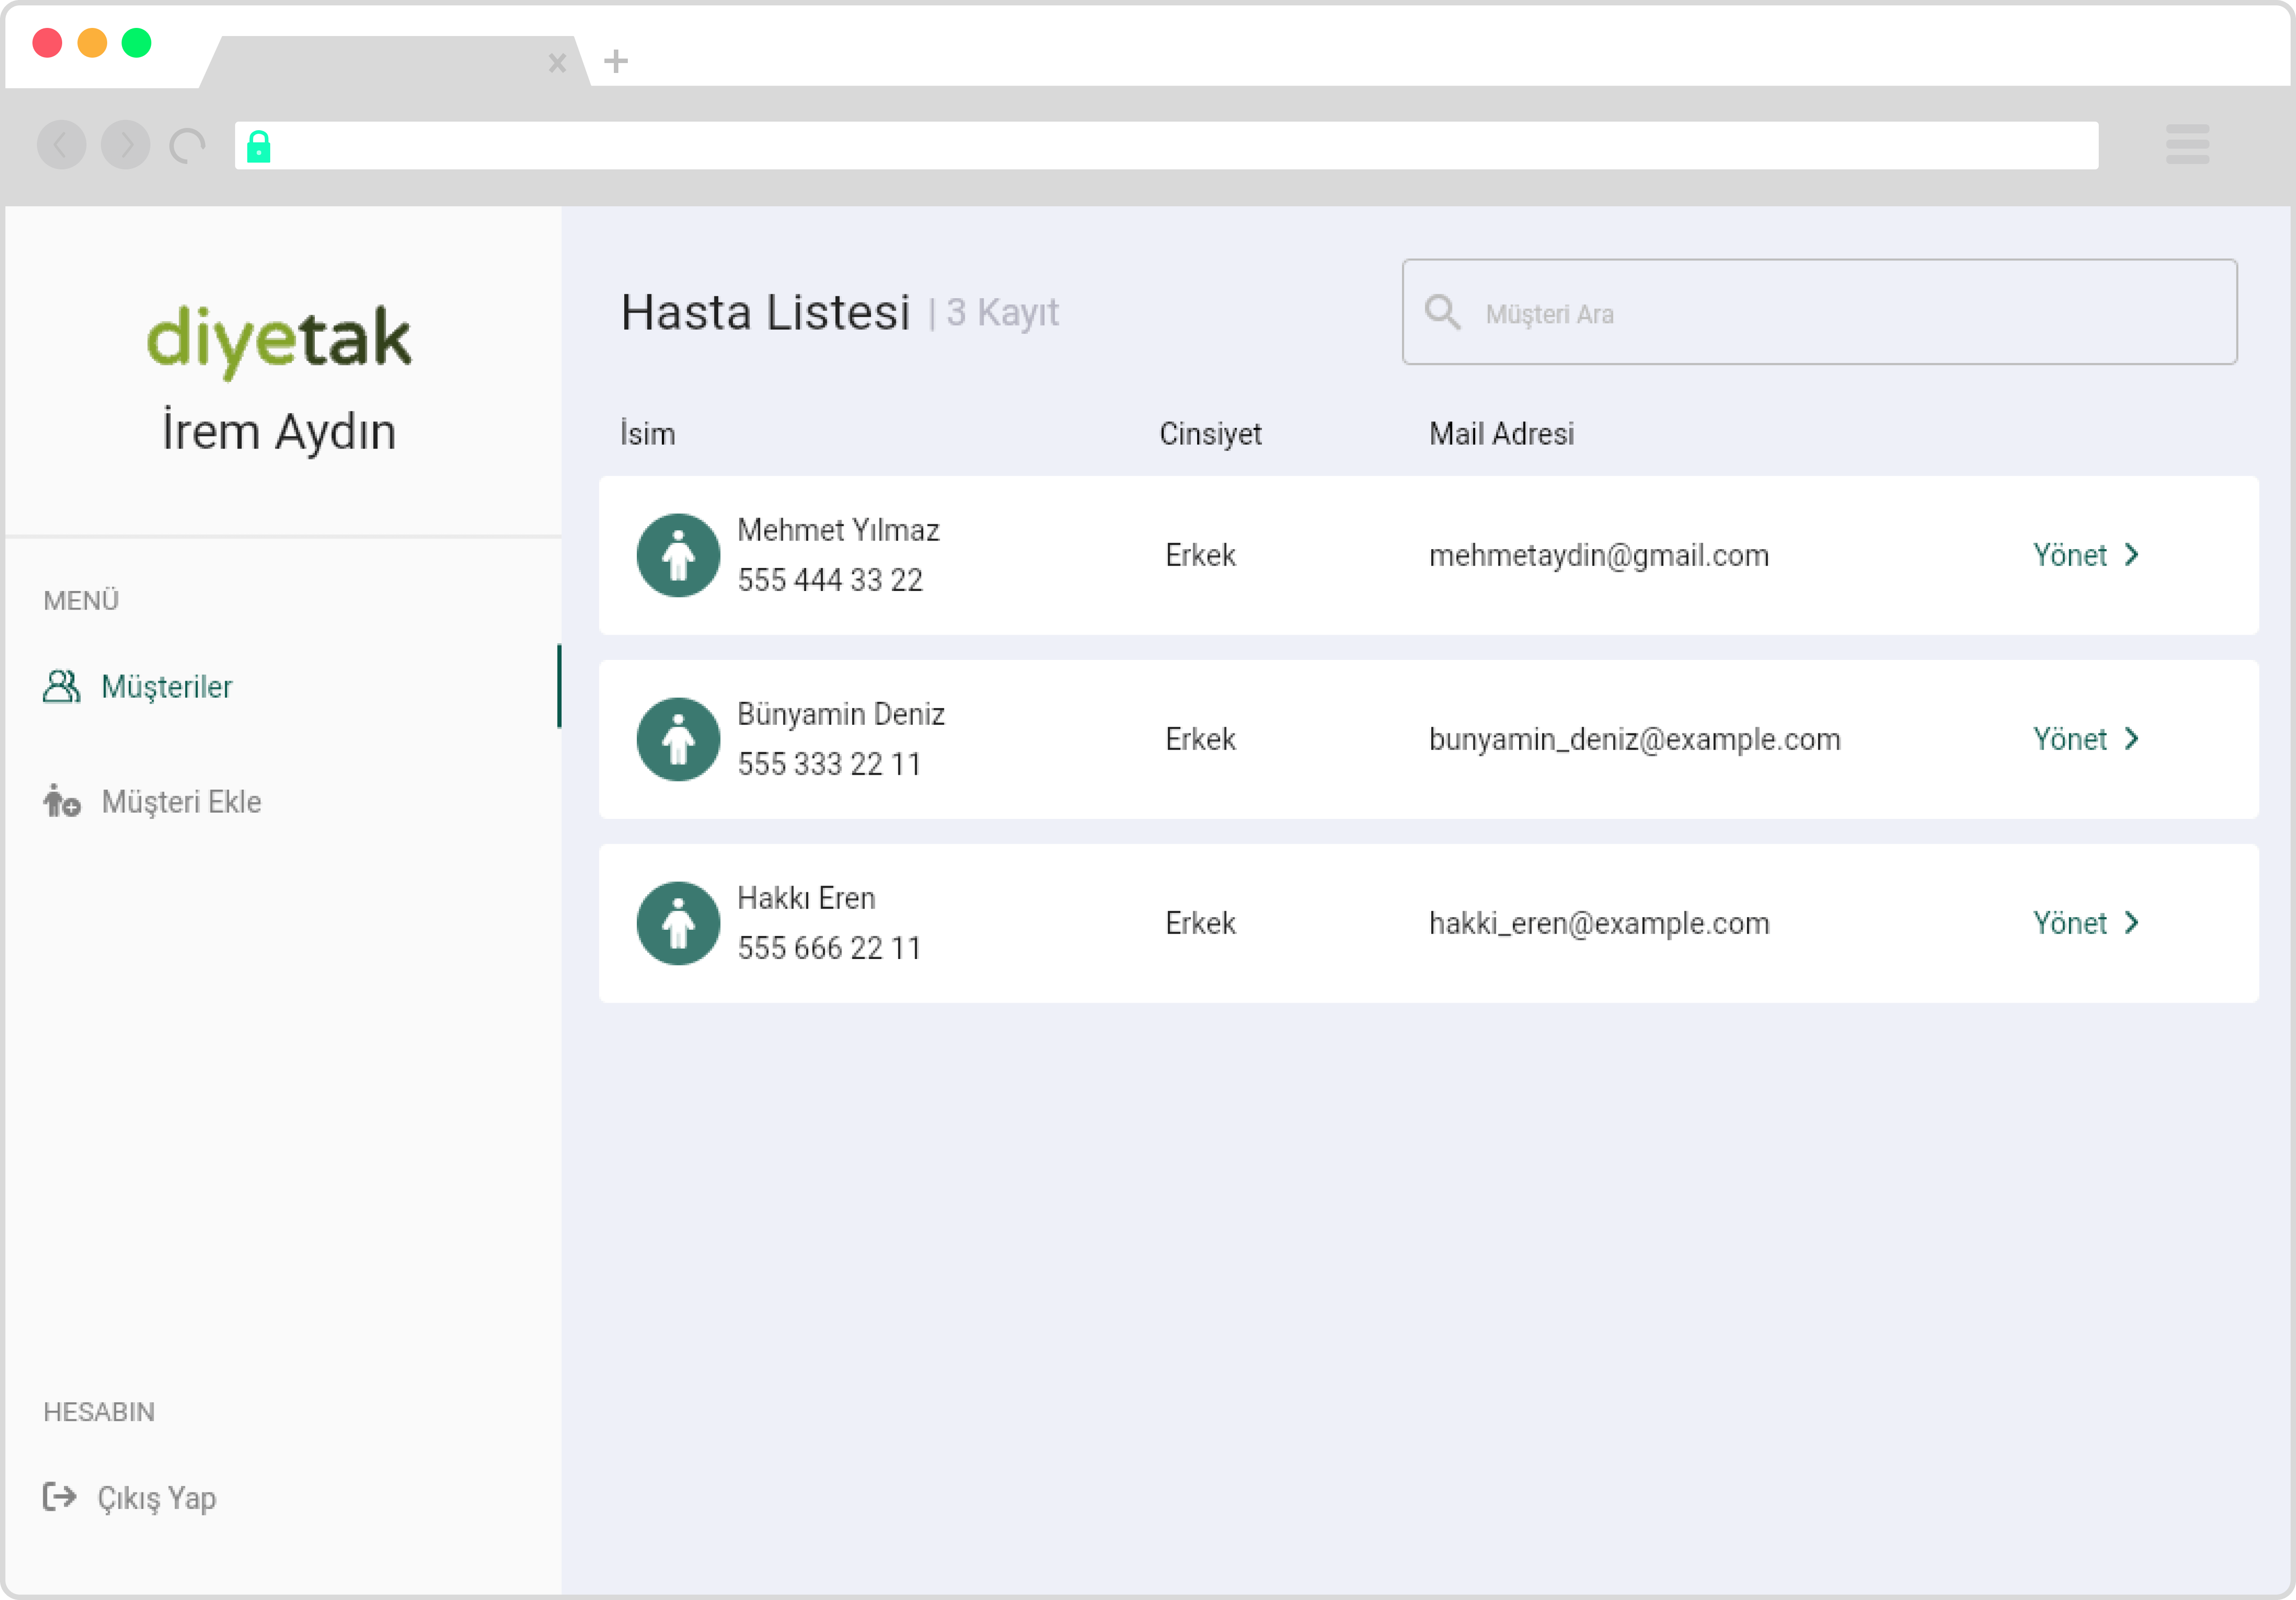 diyetak
İrem Aydın
MENÜ
Müşteriler
Müşteri Ekle
HESABIN
Çıkış Yap
Hasta Listesi | 3 Kayıt
Müşteri Ara
İsim Cinsiyet Mail Adresi
Mehmet Yılmaz
555 444 33 22
Erkek mehmetaydin@gmail.com Yönet
Bünyamin Deniz
555 333 22 11
Erkek bunyamin_deniz@example.com Yönet
Hakkı Eren
555 666 22 11
Erkek hakki_eren@example.com Yönet